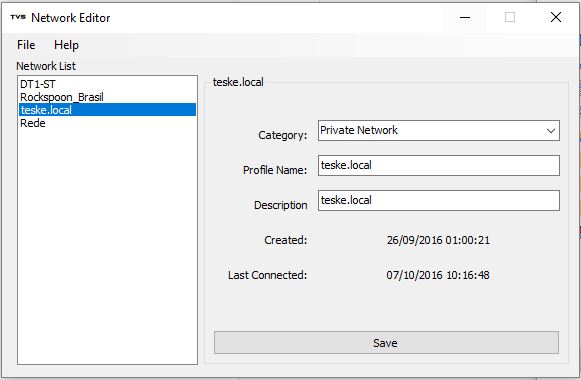 TVS Network Editor
File Help
Network List
DT1-ST
Rockspoon_Brasil
teske.local
Rede
teske.local
Category: Private Network
Profile Name: teske.local
Description teske.local
Created: 26/09/2016 01:00:21
Last Connected: 07/10/2016 10:16:48
Save